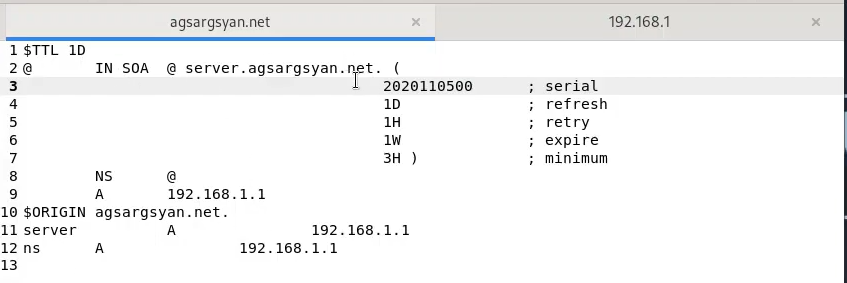 agsargsyan.net × 192.168.1 ×
1 $TTL 1D
2 @ IN SOA @ server.agsargsyan.net. (
3 2020110500 ; serial
4 1D ; refresh
5 1H ; retry
6 1W ; expire
7 3H ) ; minimum
8 NS @
9 A 192.168.1.1
10 $ORIGIN agsargsyan.net.
11 server A 192.168.1.1
12 ns A 192.168.1.1
13